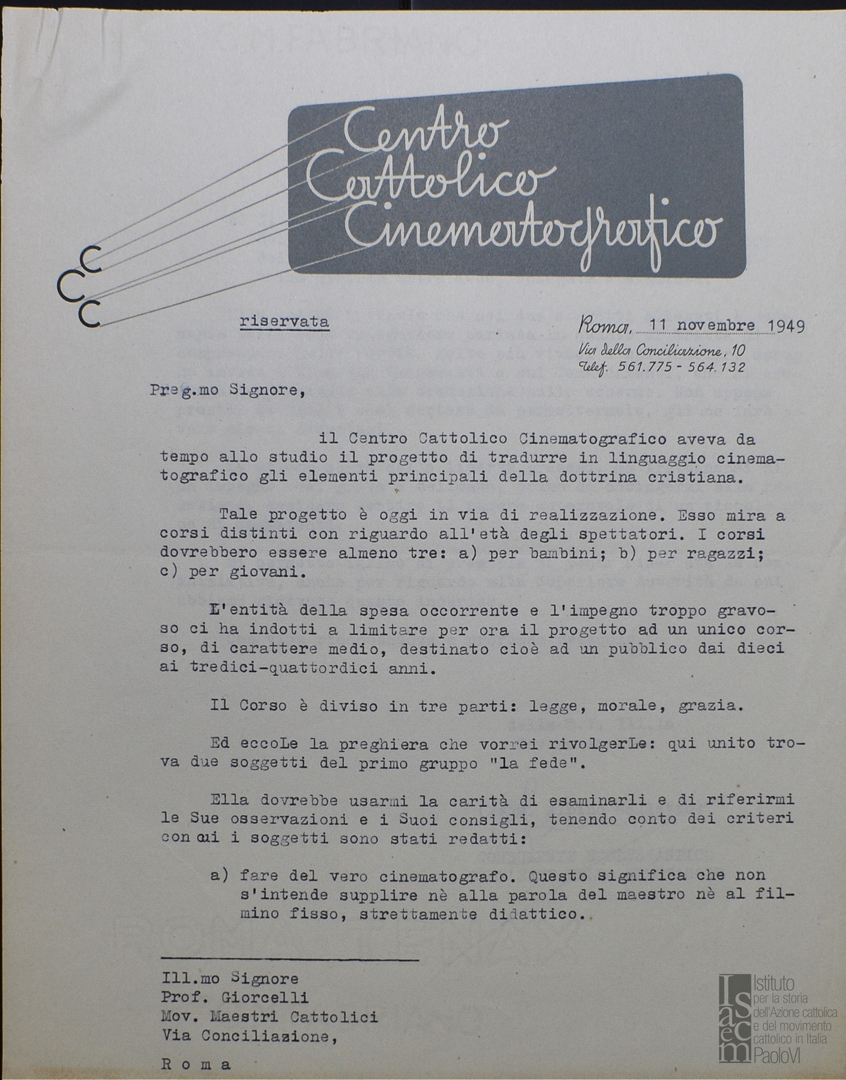 Centro
Cattolico
Cinematografico
C
C
C
riservata
Roma, 11 novembre 1949
Via della Conciliazione, 10
Telef. 561.775 - 564.132
Preg.mo Signore,
il Centro Cattolico Cinematografico aveva da
tempo allo studio il progetto di tradurre in linguaggio cinema-
tografico gli elementi principali della dottrina cristiana.
Tale progetto è oggi in via di realizzazione. Esso mira a
corsi distinti con riguardo all'età degli spettatori. I corsi
dovrebbero essere almeno tre: a) per bambini; b) per ragazzi;
c) per giovani.
L'entità della spesa occorrente e l'impegno troppo gravo-
so ci ha indotti a limitare per ora il progetto ad un unico cor-
so, di carattere medio, destinato cioè ad un pubblico dai dieci
ai tredici-quattordici anni.
Il Corso è diviso in tre parti: legge, morale, grazia.
Ed eccoLe la preghiera che vorrei rivolgerLe: qui unito tro-
va due soggetti del primo gruppo "la fede".
Ella dovrebbe usarmi la carità di esaminarli e di riferirmi
le Sue osservazioni e i Suoi consigli, tenendo conto dei criteri
con cui i soggetti sono stati redatti:
a) fare del vero cinematografo. Questo significa che non
s'intende supplire nè alla parola del maestro nè al fil-
mino fisso, strettamente didattico.
Ill.mo Signore
Prof. Giorcelli
Mov. Maestri Cattolici
Via Conciliazione,
R o m a
Isacem
Istituto
per la storia
dell'Azione cattolica
e del movimento
cattolico in Italia
PaoloVI